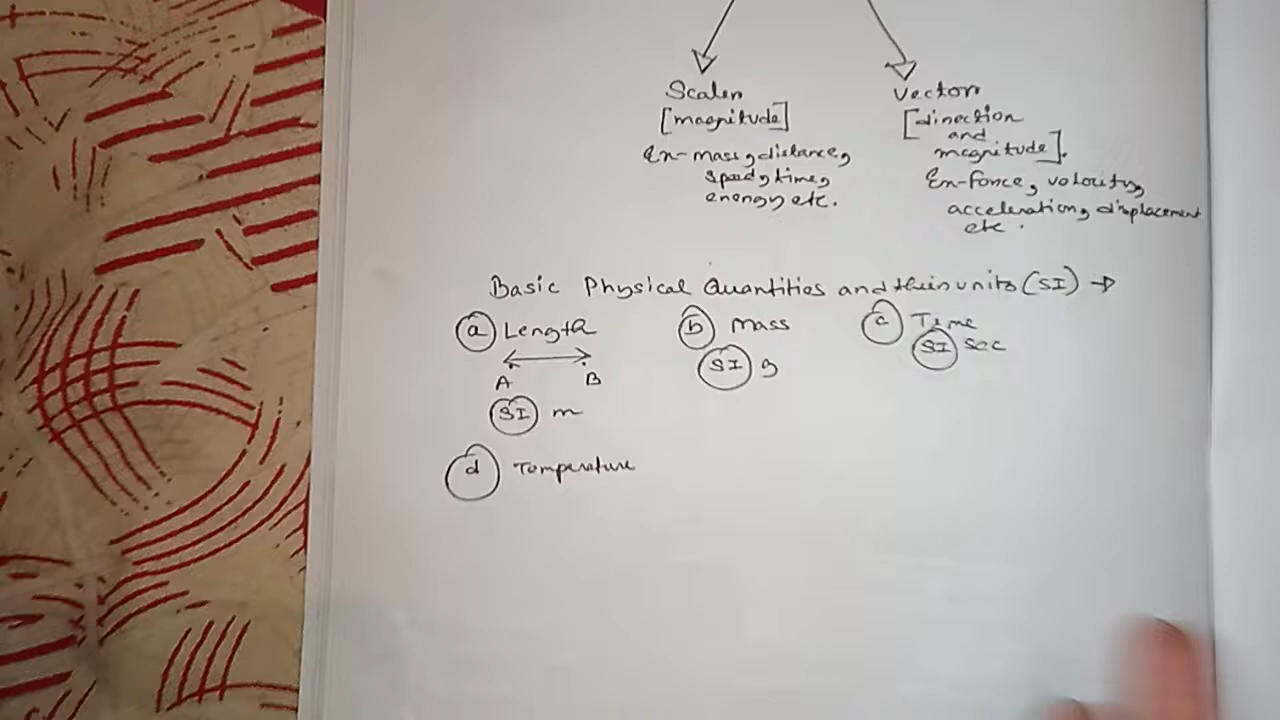 Scaler
Vector
[magnitude]
[direction
and
magnitude].
Ex- mass, distance,
speed, time,
energy etc.
Ex- force, velocity,
acceleration, displacement
etc.
Basic Physical Quantities and their units (SI) →
a Length
b Mass
c Time
A B
SI m
SI g
SI sec
d Temperature